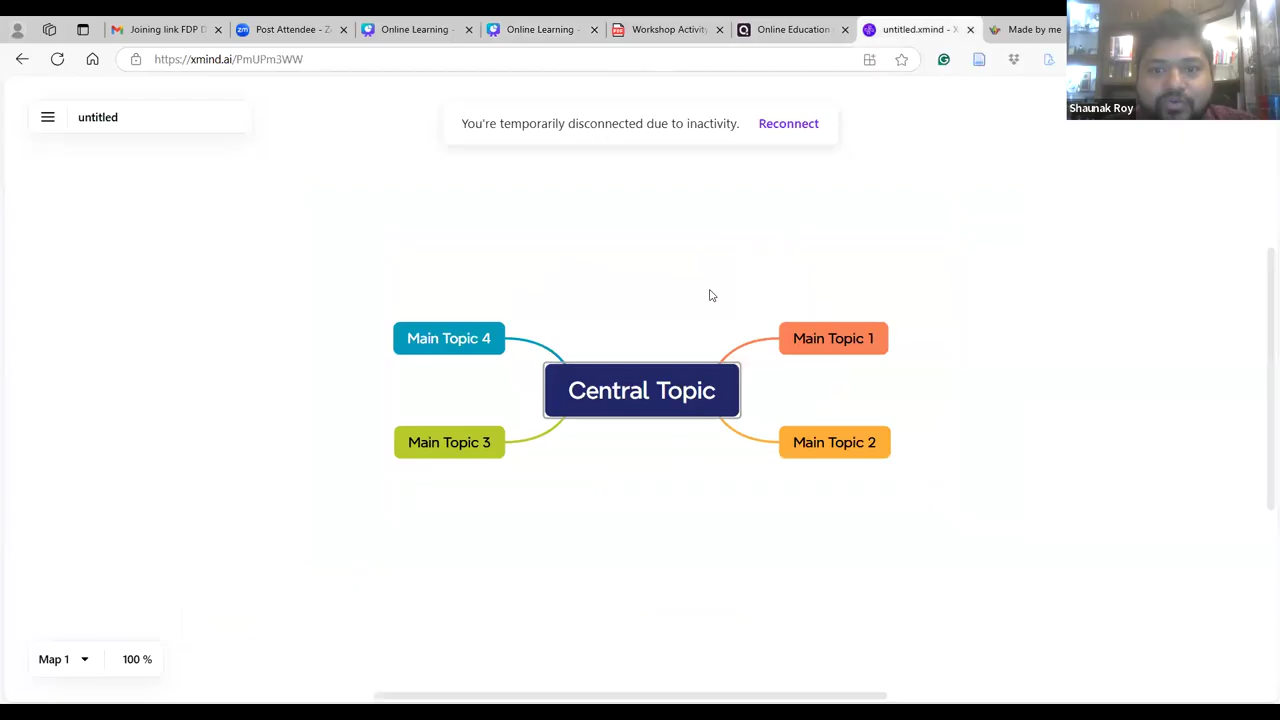 Joining link FDP D
Post Attendee - Z
Online Learning -
Online Learning -
Workshop Activity
Online Education
untitled.xmind - X
Made by me
https://xmind.ai/PmUPmI3WW
Shaunak Roy
untitled
You're temporarily disconnected due to inactivity. Reconnect
Main Topic 4
Main Topic 1
Central Topic
Main Topic 3
Main Topic 2
Map 1
100 %